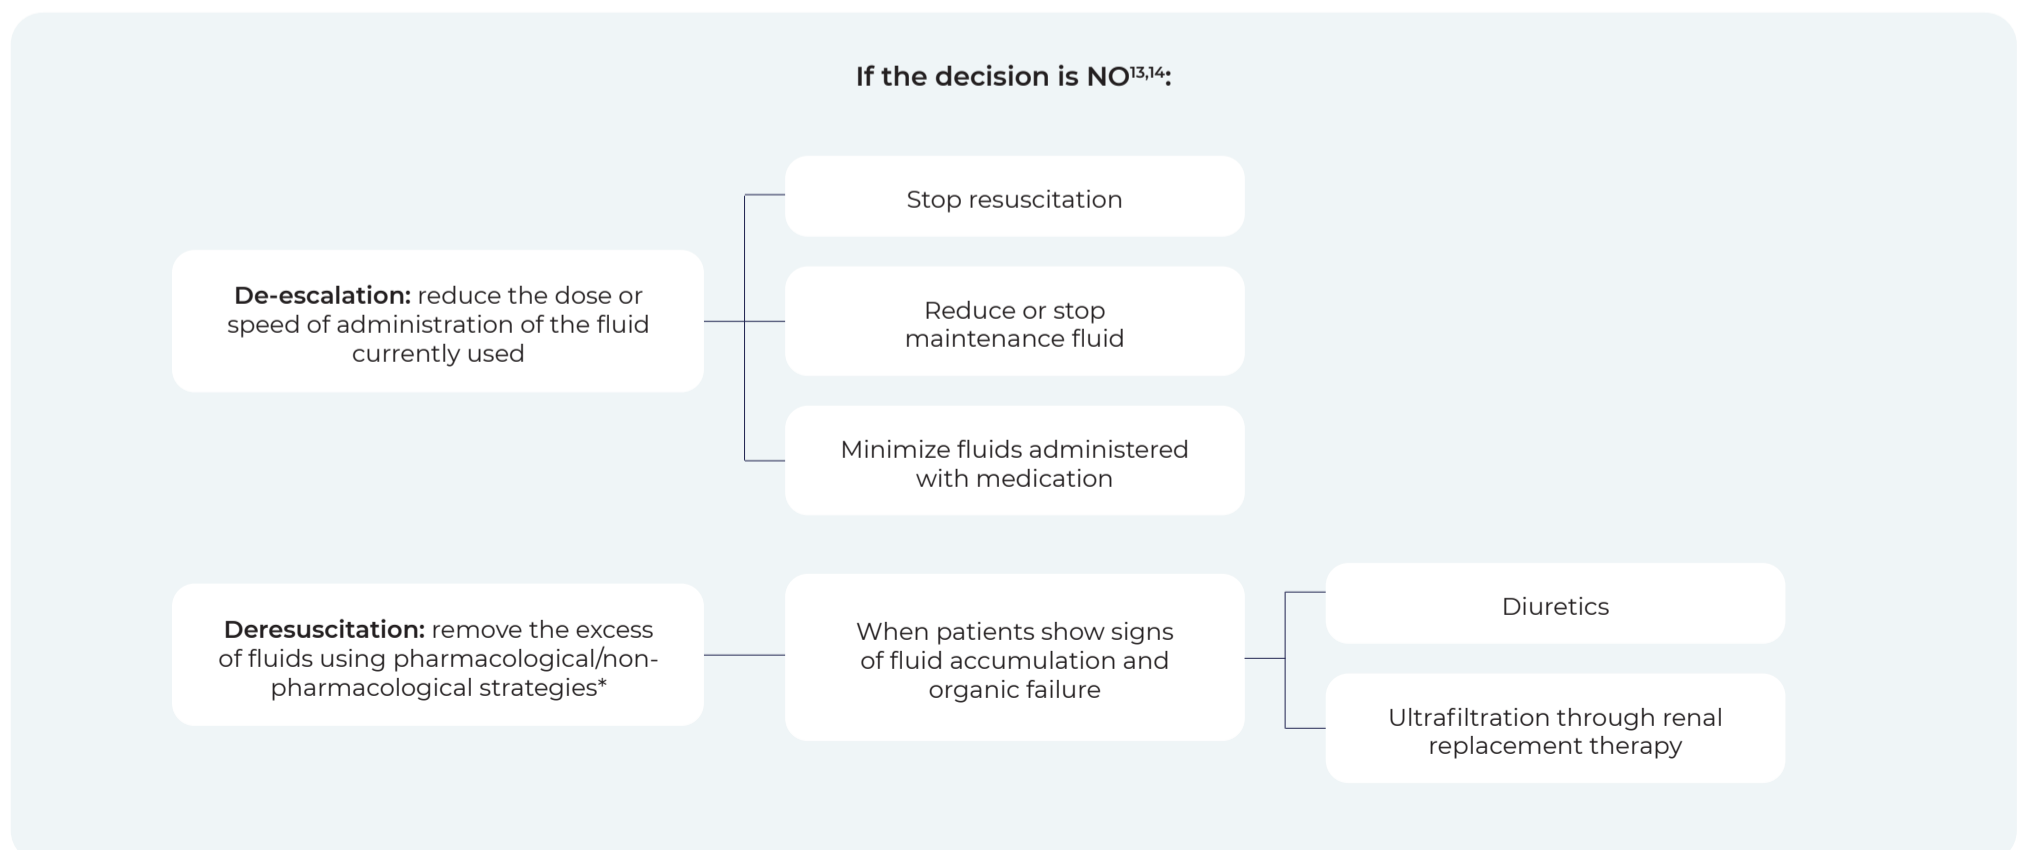 If the decision is NO13,14:
Stop resuscitation
De-escalation: reduce the dose or
speed of administration of the fluid
currently used
Reduce or stop
maintenance fluid
Minimize fluids administered
with medication
Deresuscitation: remove the excess
of fluids using pharmacological/non-
pharmacological strategies*
When patients show signs
of fluid accumulation and
organic failure
Diuretics
Ultrafiltration through renal
replacement therapy